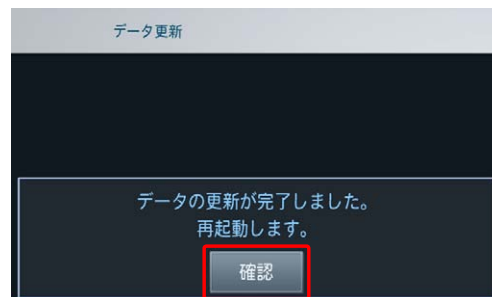 データ更新
データの更新が完了しました。
再起動します。
確認